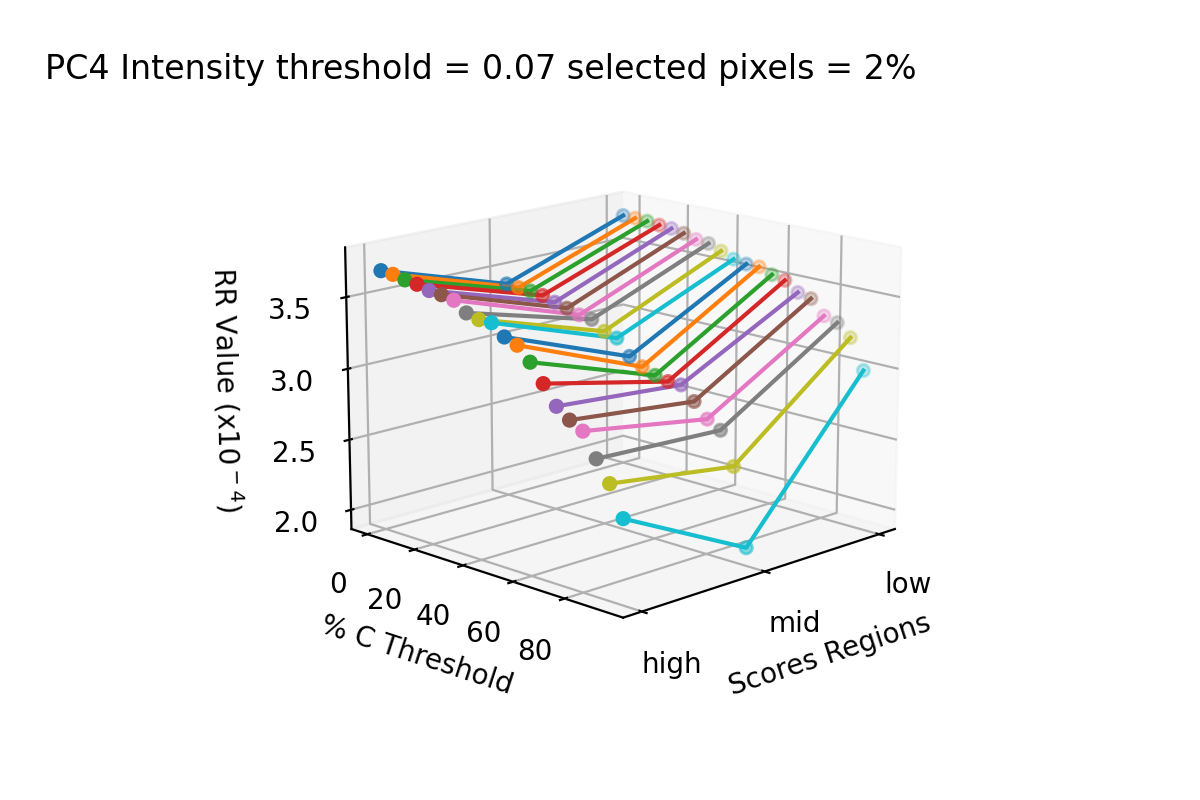 PC4 Intensity threshold = 0.07 selected pixels = 2%
RR Value (x10⁻⁴)
3.5
3.0
2.5
2.0
0
20
40
60
80
% C Threshold
low
mid
high
Scores Regions